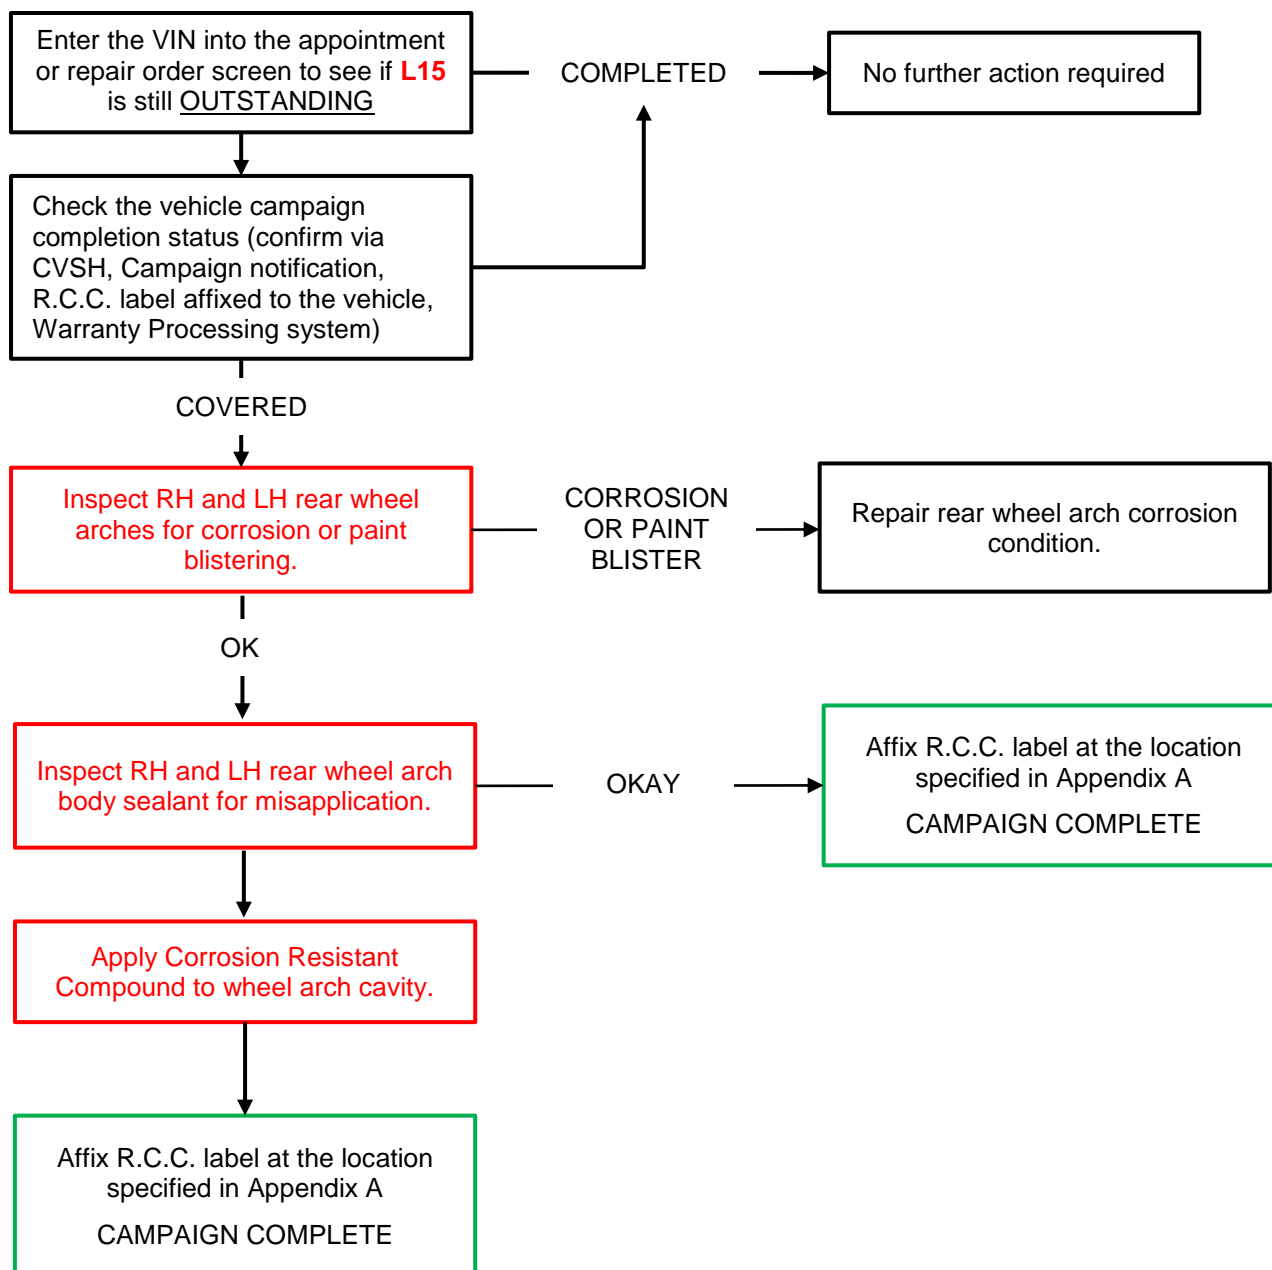 Enter the VIN into the appointment
or repair order screen to see if L15
is still OUTSTANDING
COMPLETED
No further action required
Check the vehicle campaign
completion status (confirm via
CVSH, Campaign notification,
R.C.C. label affixed to the vehicle,
Warranty Processing system)
COVERED
Inspect RH and LH rear wheel
arches for corrosion or paint
blistering.
CORROSION
OR PAINT
BLISTER
Repair rear wheel arch corrosion
condition.
OK
Inspect RH and LH rear wheel arch
body sealant for misapplication.
OKAY
Affix R.C.C. label at the location
specified in Appendix A
CAMPAIGN COMPLETE
Apply Corrosion Resistant
Compound to wheel arch cavity.
Affix R.C.C. label at the location
specified in Appendix A
CAMPAIGN COMPLETE